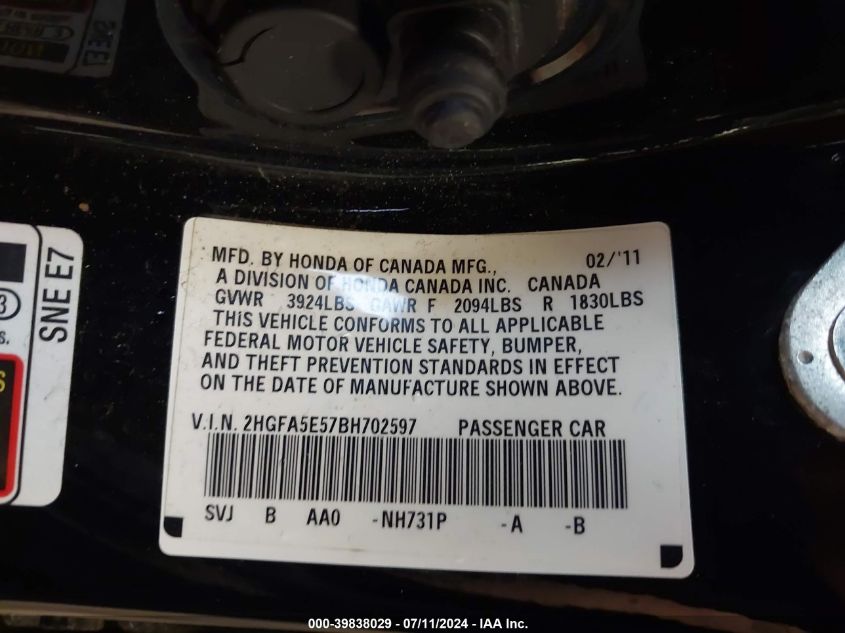 MFD. BY HONDA OF CANADA MFG., 02/'11
A DIVISION OF HONDA CANADA INC. CANADA
GVWR 3924LBS GAWR F 2094LBS R 1830LBS
THIS VEHICLE CONFORMS TO ALL APPLICABLE
FEDERAL MOTOR VEHICLE SAFETY, BUMPER,
AND THEFT PREVENTION STANDARDS IN EFFECT
ON THE DATE OF MANUFACTURE SHOWN ABOVE.
V.I.N. 2HGFA5E57BH702597 PASSENGER CAR
SVJ B AA0 -NH731P -A -B
SNE E7
3
s.
S
000-39838029 - 07/11/2024 - IAA Inc.